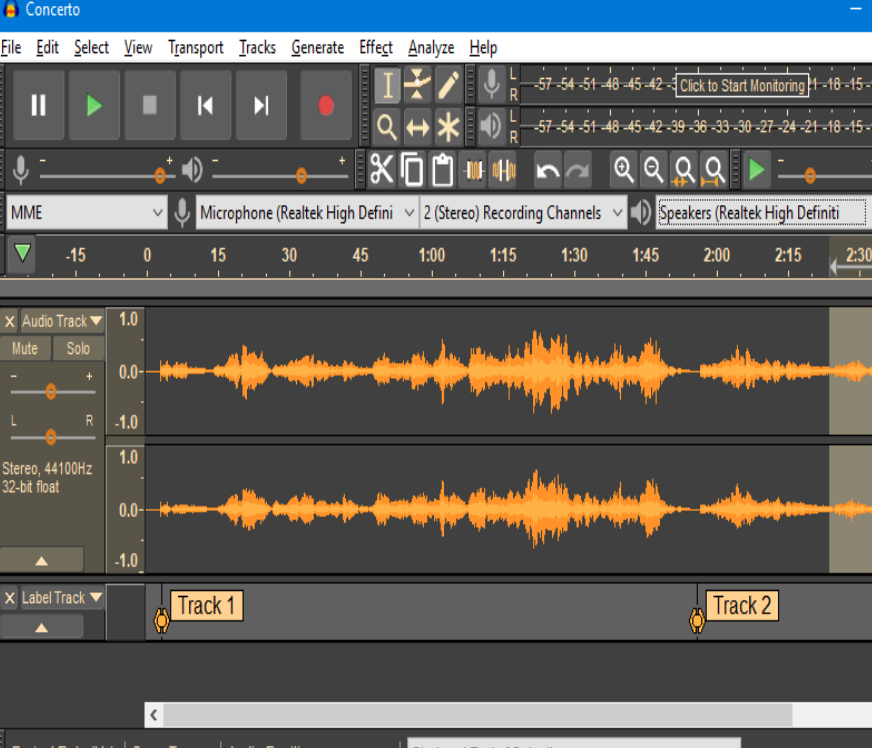 Concerto
File Edit Select View Transport Tracks Generate Effect Analyze Help
L -57 -54 -51 -48 -45 -42 Click to Start Monitoring -18 -15
R
L -57 -54 -51 -48 -45 -42 -39 -36 -33 -30 -27 -24 -21 -18 -15
R
- + - + -
MME Microphone (Realtek High Defini 2 (Stereo) Recording Channels Speakers (Realtek High Definiti
-15 0 15 30 45 1:00 1:15 1:30 1:45 2:00 2:15 2:30
X Audio Track 1.0
Mute Solo
- + 0.0
L R -1.0
1.0
Stereo, 44100Hz
32-bit float
0.0
-1.0
X Label Track
Track 1 Track 2